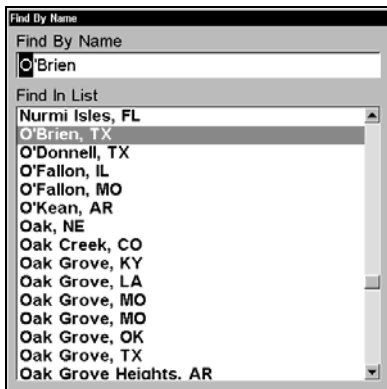 Find By Name
Find By Name
O'Brien
Find In List
Nurmi Isles, FL
O'Brien, TX
O'Donnell, TX
O'Fallon, IL
O'Fallon, MO
O'Kean, AR
Oak, NE
Oak Creek, CO
Oak Grove, KY
Oak Grove, LA
Oak Grove, MO
Oak Grove, MO
Oak Grove, OK
Oak Grove, TX
Oak Grove Heights, AR